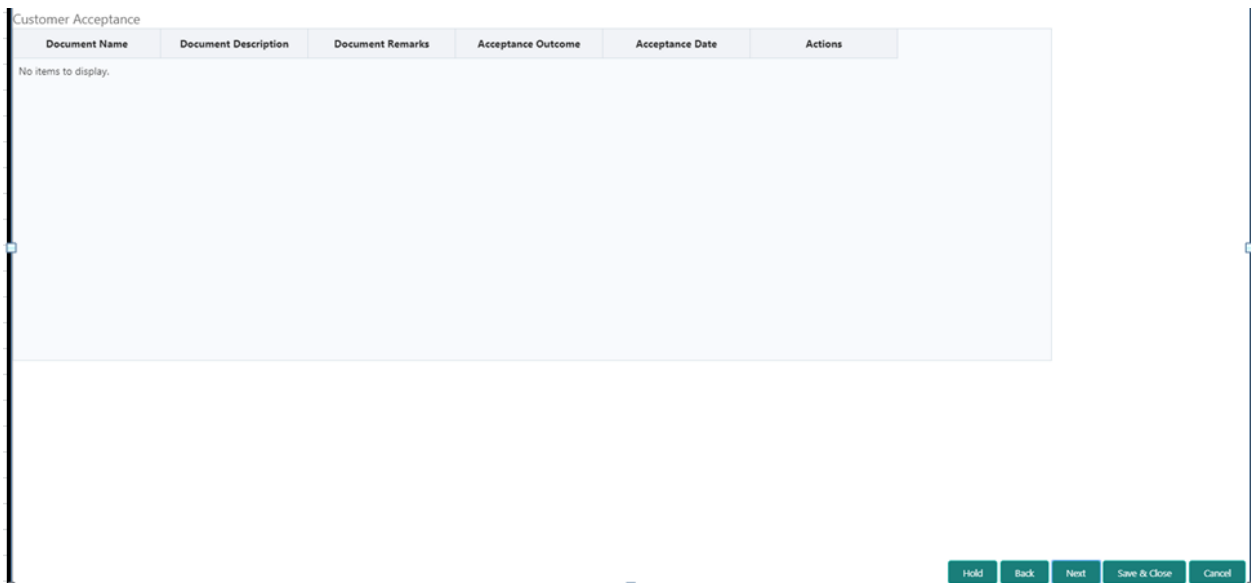 Customer Acceptance
Document Name Document Description Document Remarks Acceptance Outcome Acceptance Date Actions
No items to display.
Hold Back Next Save & Close Cancel